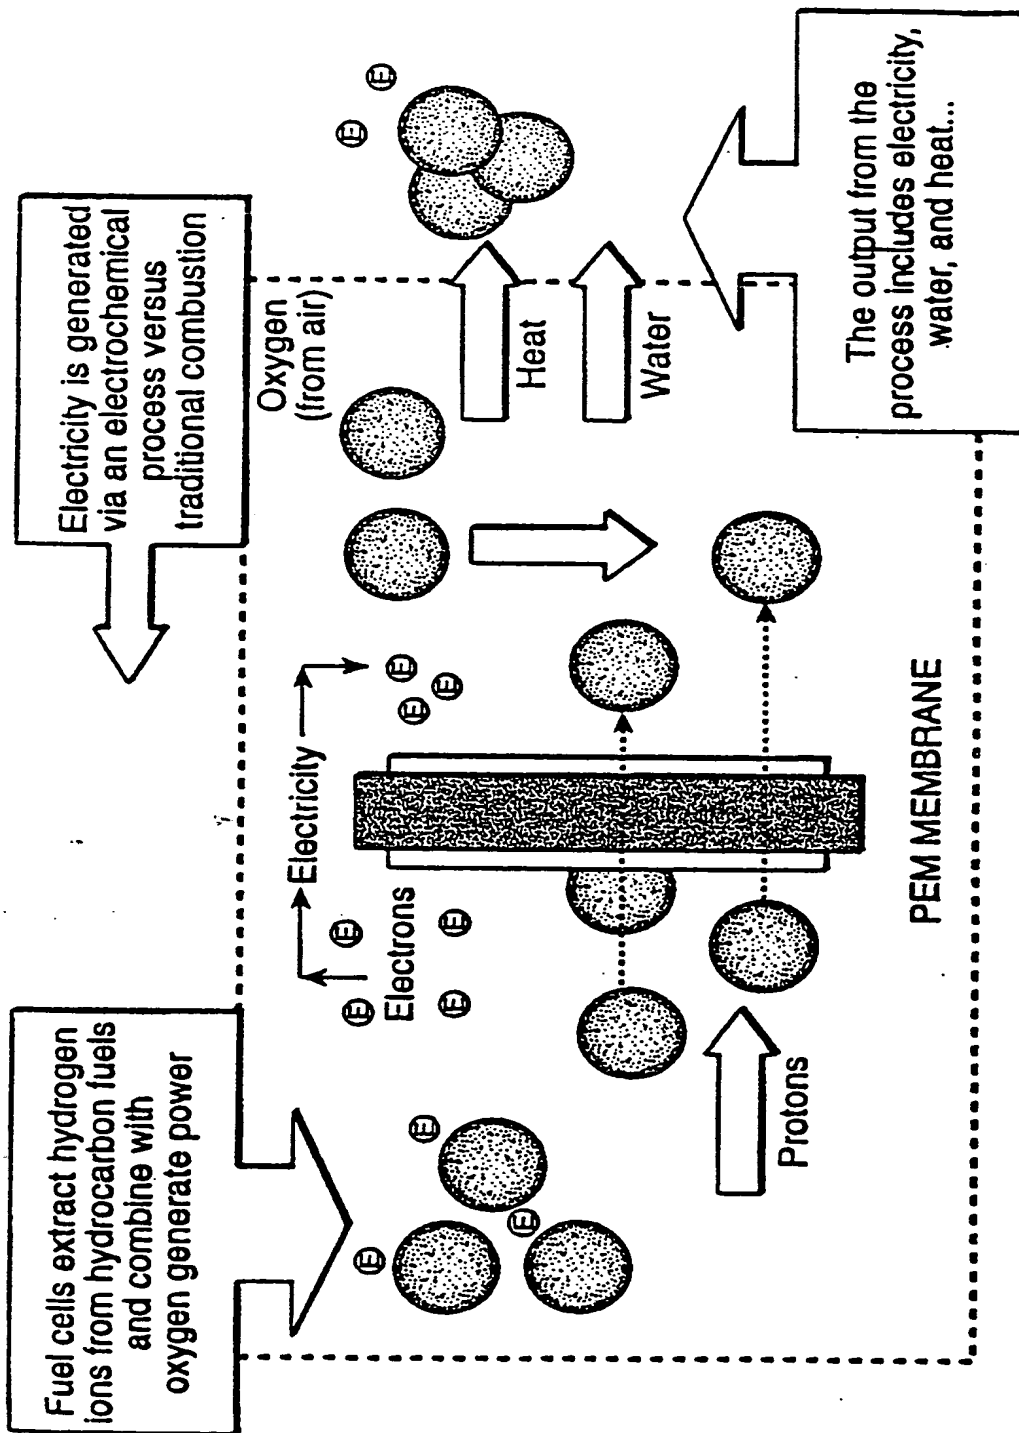 Fuel cells extract hydrogen
ions from hydrocarbon fuels
and combine with
oxygen generate power
Electricity is generated
via an electrochemical
process versus
traditional combustion
Electricity
Electrons
Oxygen
(from air)
E
E
E
E
E
E
E
E
E
E
E
E
Heat
Water
Protons
PEM MEMBRANE
The output from the
process includes electricity,
water, and heat...